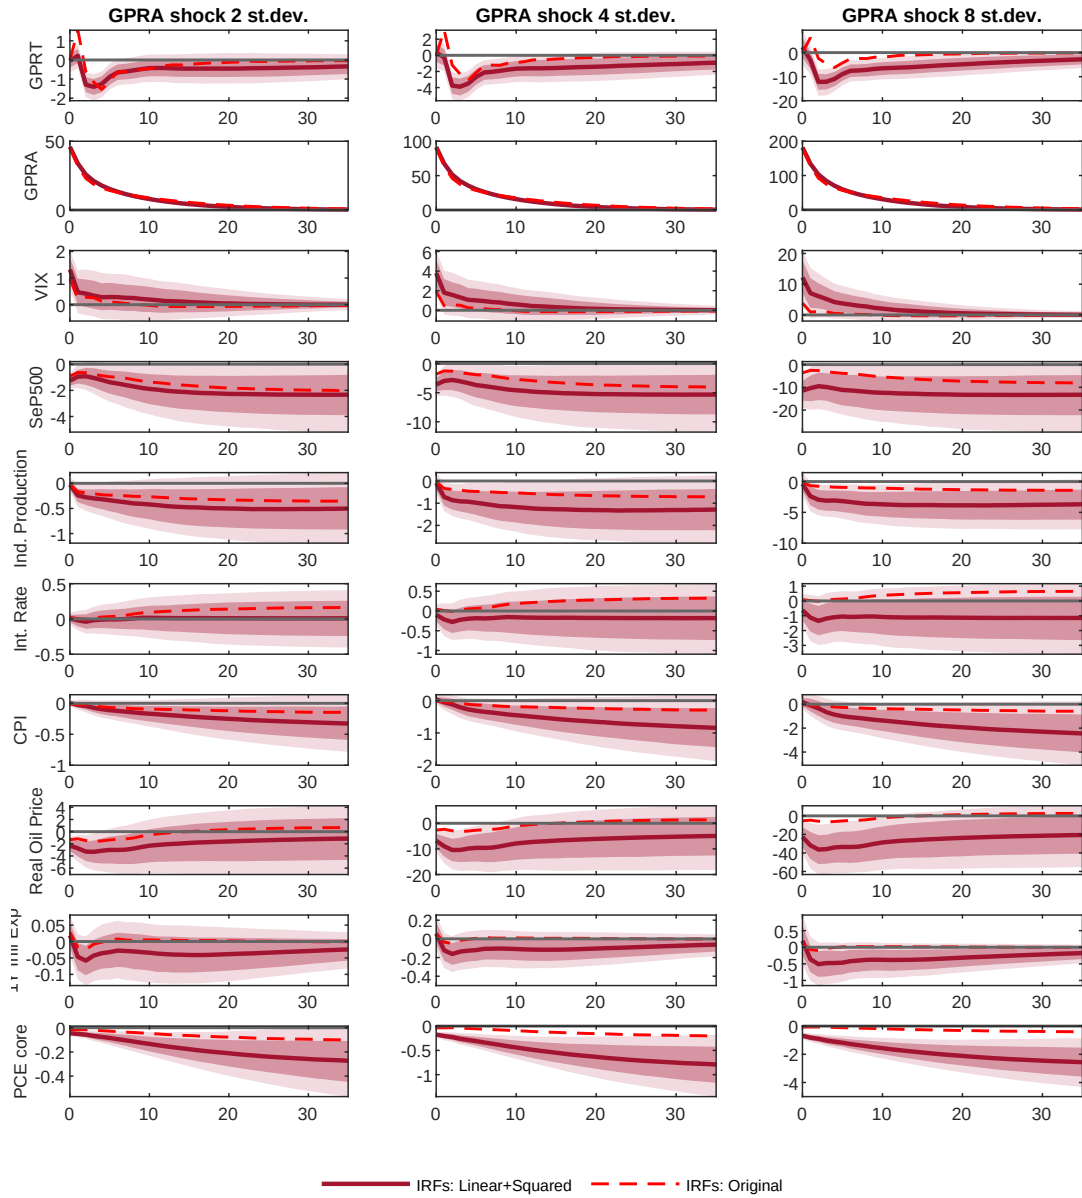 GPRA shock 2 st.dev. GPRA shock 4 st.dev. GPRA shock 8 st.dev.
GPRT
1 0 -1 -2
2 0 -2 -4
0 -10 -20
0 10 20 30 0 10 20 30 0 10 20 30
GPRA
50 0
100 50 0
200 100 0
0 10 20 30 0 10 20 30 0 10 20 30
VIX
2 1 0
6 4 2 0
20 10 0
0 10 20 30 0 10 20 30 0 10 20 30
SeP500
0 -2 -4
0 -5 -10
0 -10 -20
0 10 20 30 0 10 20 30 0 10 20 30
Ind. Production
0 -0.5 -1
0 -1 -2
0 -5 -10
0 10 20 30 0 10 20 30 0 10 20 30
Int. Rate
0.5 0 -0.5
0.5 0 -0.5 -1
1 0 -1 -2 -3
0 10 20 30 0 10 20 30 0 10 20 30
CPI
0 -0.5 -1
0 -1 -2
0 -2 -4
0 10 20 30 0 10 20 30 0 10 20 30
Real Oil Price
4 2 0 -2 -4 -6
0 -10 -20
0 -20 -40 -60
0 10 20 30 0 10 20 30 0 10 20 30
Exp
0.05 0 -0.05 -0.1
0.2 0 -0.2 -0.4
0.5 0 -0.5 -1
0 10 20 30 0 10 20 30 0 10 20 30
PCE core
0 -0.2 -0.4
0 -0.5 -1
0 -2 -4
0 10 20 30 0 10 20 30 0 10 20 30
IRFs: Linear+Squared IRFs: Original